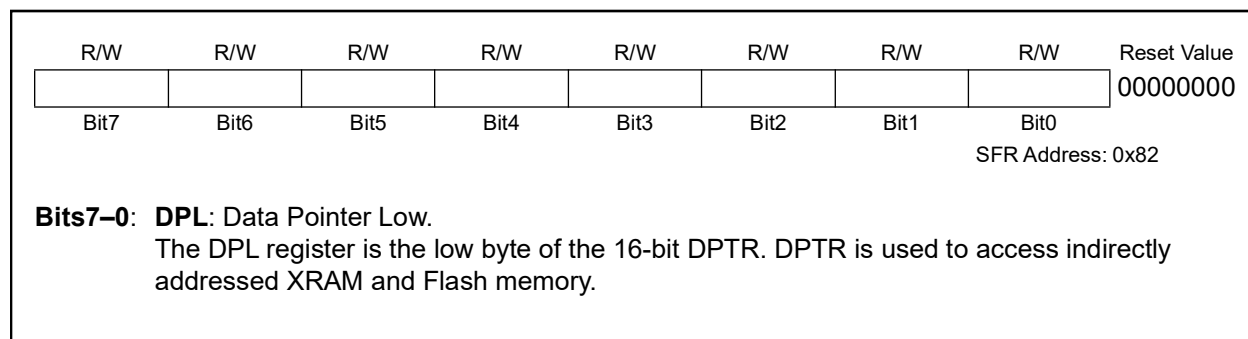 R/W R/W R/W R/W R/W R/W R/W R/W Reset Value
00000000
Bit7 Bit6 Bit5 Bit4 Bit3 Bit2 Bit1 Bit0
SFR Address: 0x82
Bits7–0: DPL: Data Pointer Low.
The DPL register is the low byte of the 16-bit DPTR. DPTR is used to access indirectly
addressed XRAM and Flash memory.